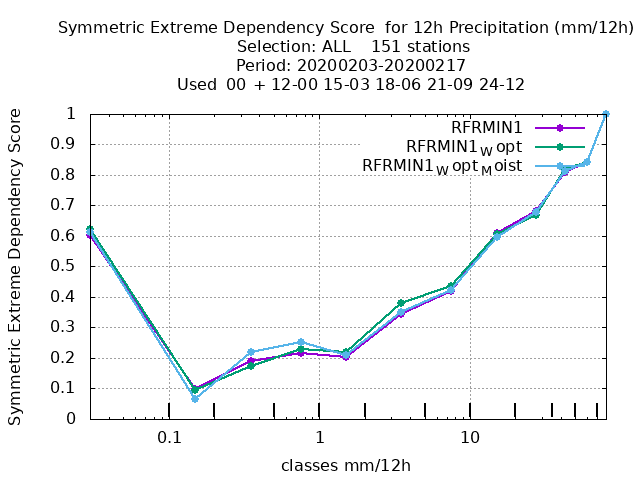 Symmetric Extreme Dependency Score  for 12h Precipitation (mm/12h)
Selection: ALL    151 stations
Period: 20200203-20200217
Used  00 + 12-00 15-03 18-06 21-09 24-12
Symmetric Extreme Dependency Score
1
0.9
0.8
0.7
0.6
0.5
0.4
0.3
0.2
0.1
0
RFRMIN1
RFRMIN1Wopt
RFRMIN1WoptMoist
0.1 1 10
classes mm/12h